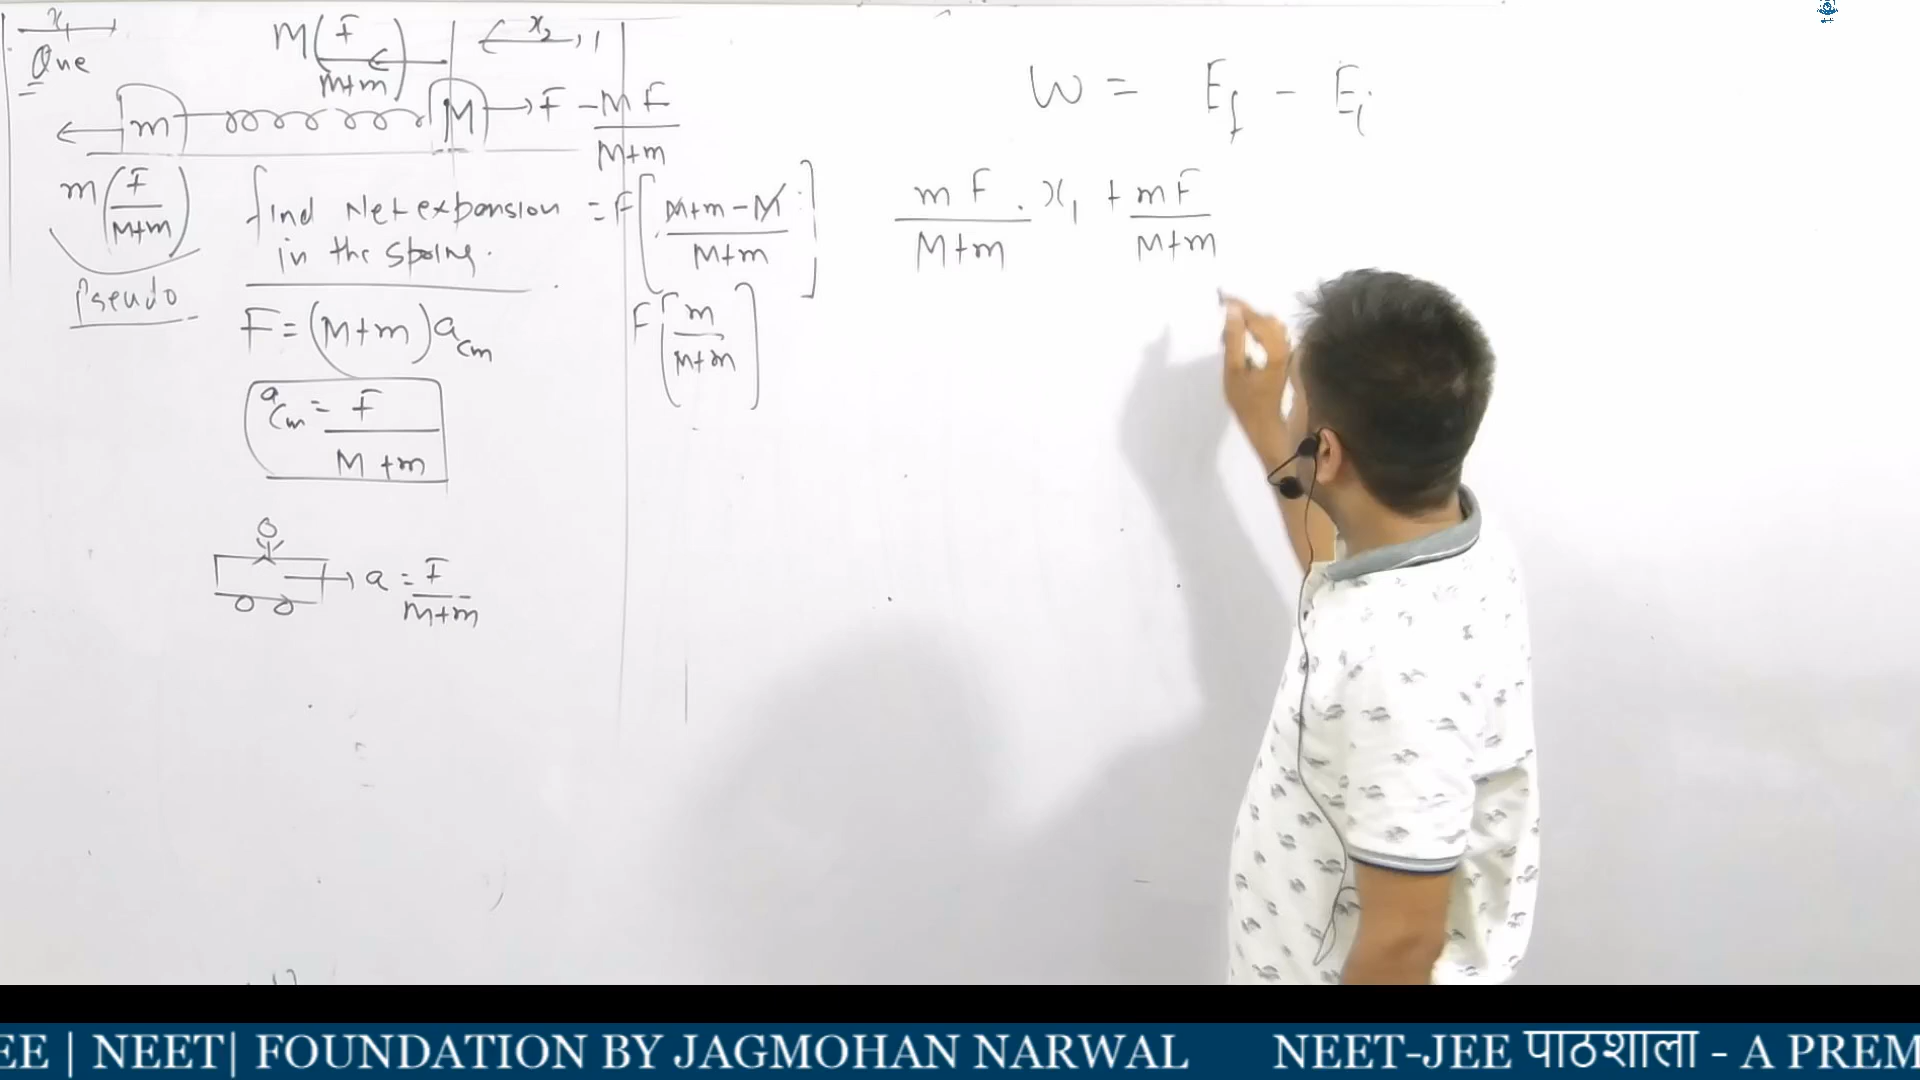 x₁
Que
M(F/(M+m))
x₂
m
M
F - MF/(M+m)
m(F/(M+m))
Pseudo
find Net expansion
in the spring.
= F[(M+m-M)/(M+m)]
F[m/(M+m)]
F = (M+m)a_cm
a_cm = F/(M+m)
a = F/(M+m)
W = E_f - E_i
mF/(M+m) . x₁ + mF/(M+m)
EE | NEET| FOUNDATION BY JAGMOHAN NARWAL NEET-JEE पाठशाला - A PREM